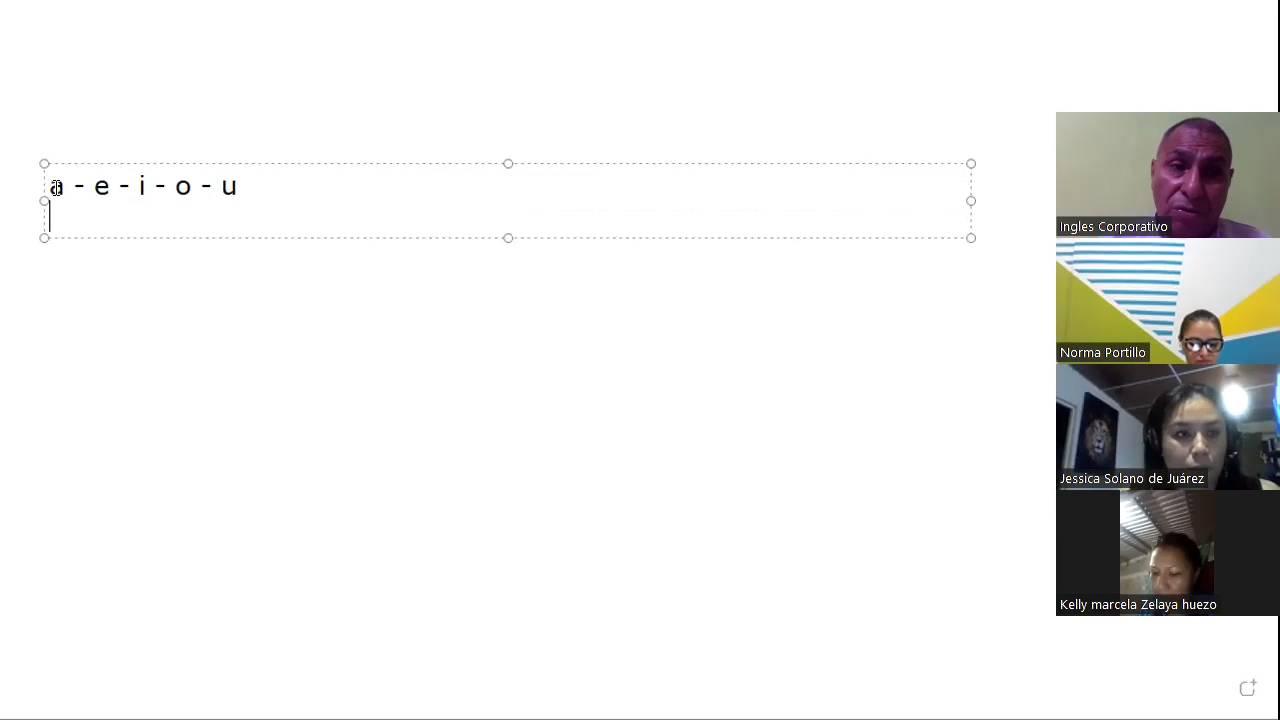 a - e - i - o - u
Ingles Corporativo
Norma Portillo
Jessica Solano de Juárez
Kelly marcela Zelaya huezo